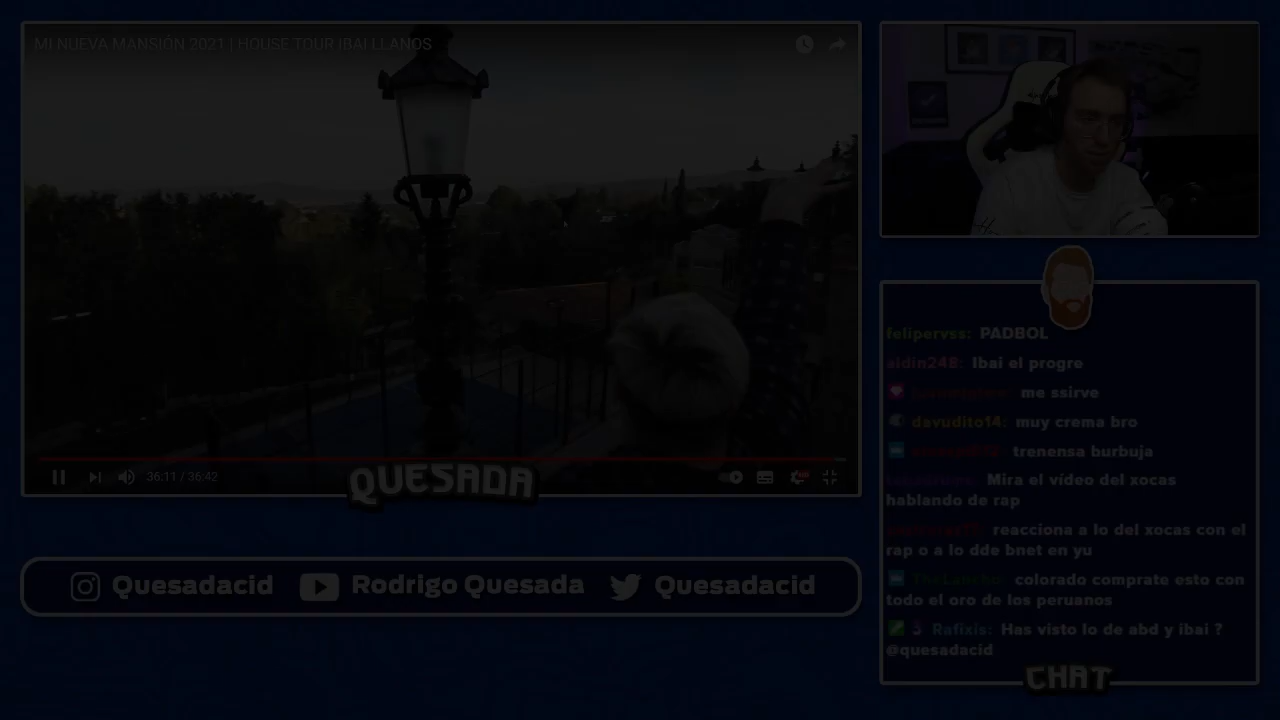 MI NUEVA MANSIÓN 2021 | HOUSE TOUR IBAI LLANOS
36:11 / 36:42
QUESADA
Quesadacid
Rodrigo Quesada
Quesadacid
felipervss: PADBOL
aldin248: Ibai el progre
me ssirve
davudito14: muy crema bro
trenensa burbuja
Mira el vídeo del xocas
hablando de rap
reacciona a lo del xocas con el
rap o a lo dde bnet en yu
colorado comprate esto con
todo el oro de los peruanos
Rafixis: Has visto lo de abd y ibai ?
@quesadacid
CHAT